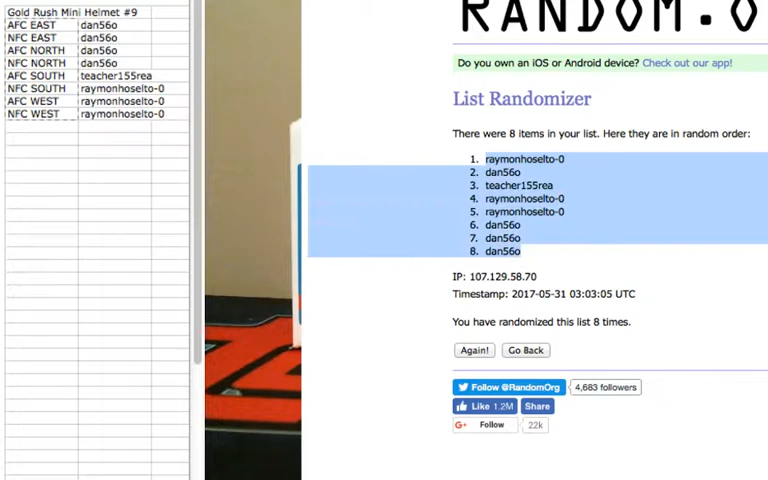 Gold Rush Mini Helmet #9
AFC EAST dan56o
NFC EAST dan56o
AFC NORTH dan56o
NFC NORTH dan56o
AFC SOUTH teacher155rea
NFC SOUTH raymonhoselto-0
AFC WEST raymonhoselto-0
NFC WEST raymonhoselto-0
RANDOM.O
Do you own an iOS or Android device? Check out our app!
List Randomizer
There were 8 items in your list. Here they are in random order:
1. raymonhoselto-0
2. dan56o
3. teacher155rea
4. raymonhoselto-0
5. raymonhoselto-0
6. dan56o
7. dan56o
8. dan56o
IP: 107.129.58.70
Timestamp: 2017-05-31 03:03:05 UTC
You have randomized this list 8 times.
Again! Go Back
Follow @RandomOrg 4,683 followers
Like 1.2M Share
G+ Follow 22k